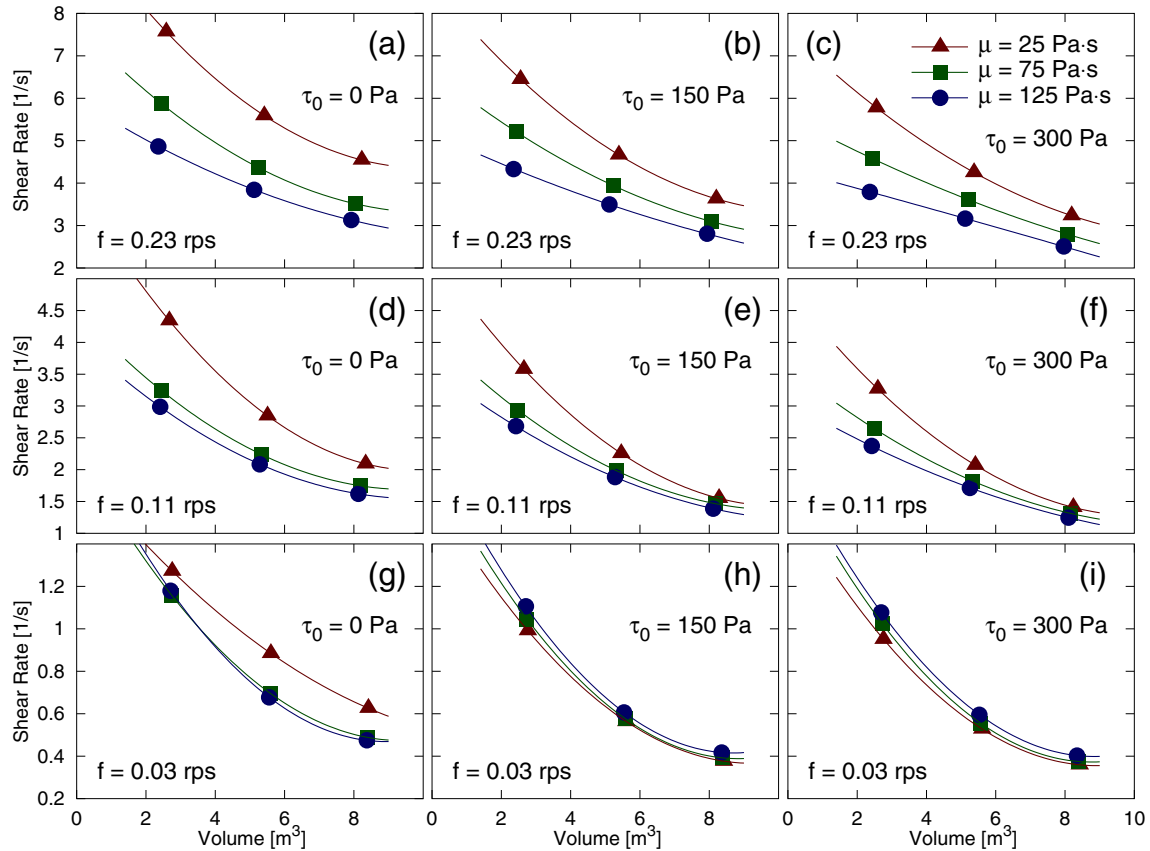 8
7
6
5
4
3
2
Shear Rate [1/s]
(a)
τ0 = 0 Pa
f = 0.23 rps
(b)
τ0 = 150 Pa
f = 0.23 rps
(c)
μ = 25 Pa·s
μ = 75 Pa·s
μ = 125 Pa·s
τ0 = 300 Pa
f = 0.23 rps
4.5
4
3.5
3
2.5
2
1.5
1
Shear Rate [1/s]
(d)
τ0 = 0 Pa
f = 0.11 rps
(e)
τ0 = 150 Pa
f = 0.11 rps
(f)
τ0 = 300 Pa
f = 0.11 rps
1.2
1
0.8
0.6
0.4
0.2
Shear Rate [1/s]
(g)
τ0 = 0 Pa
f = 0.03 rps
(h)
τ0 = 150 Pa
f = 0.03 rps
(i)
τ0 = 300 Pa
f = 0.03 rps
0 2 4 6 8
0 2 4 6 8
0 2 4 6 8 10
Volume [m³]
Volume [m³]
Volume [m³]